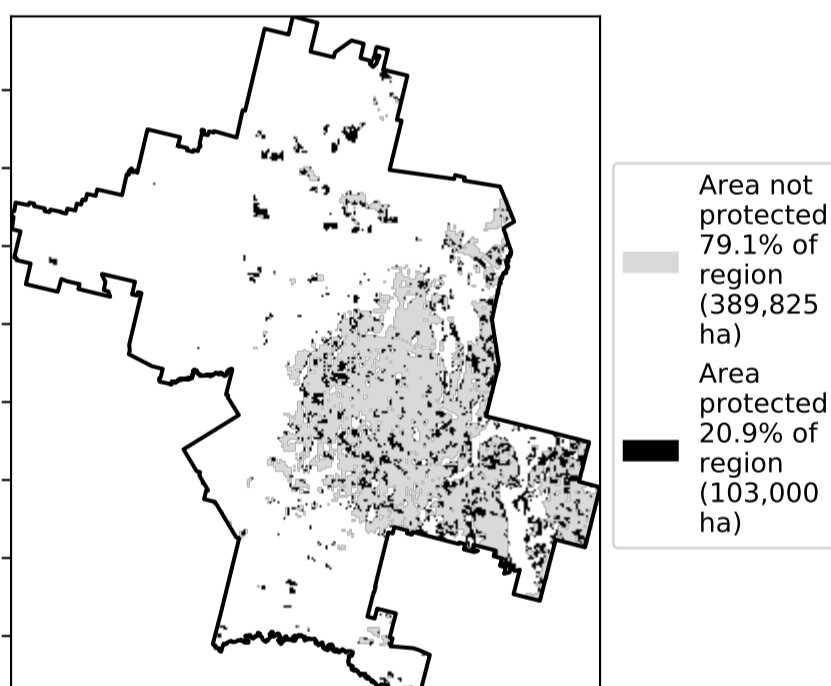 Area not
protected
79.1% of
region
(389,825
ha)
Area
protected
20.9% of
region
(103,000
ha)